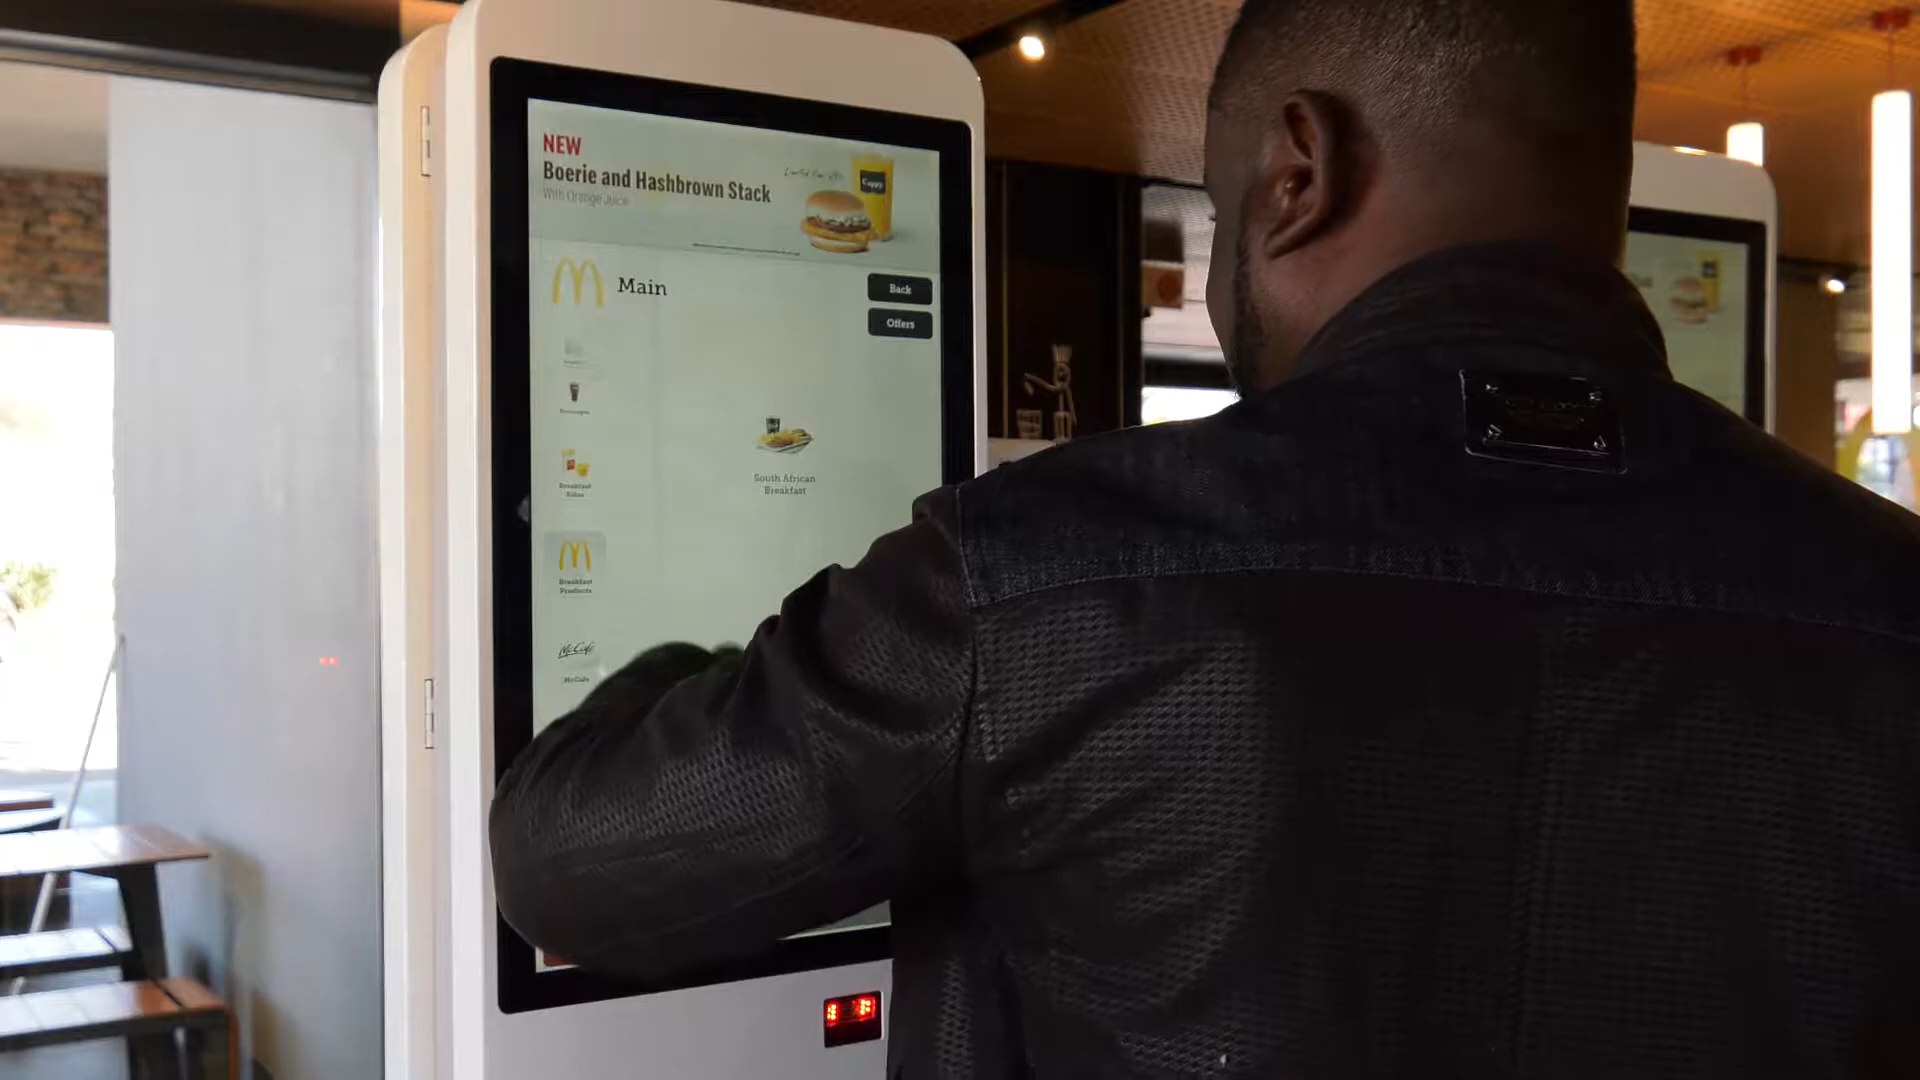 NEW
Boerie and Hashbrown Stack
With Orange Juice
Cappy
Main
Back
Offers
South African
Breakfast
Breakfast
Sides
Breakfast
Products
McCafé
McCafe